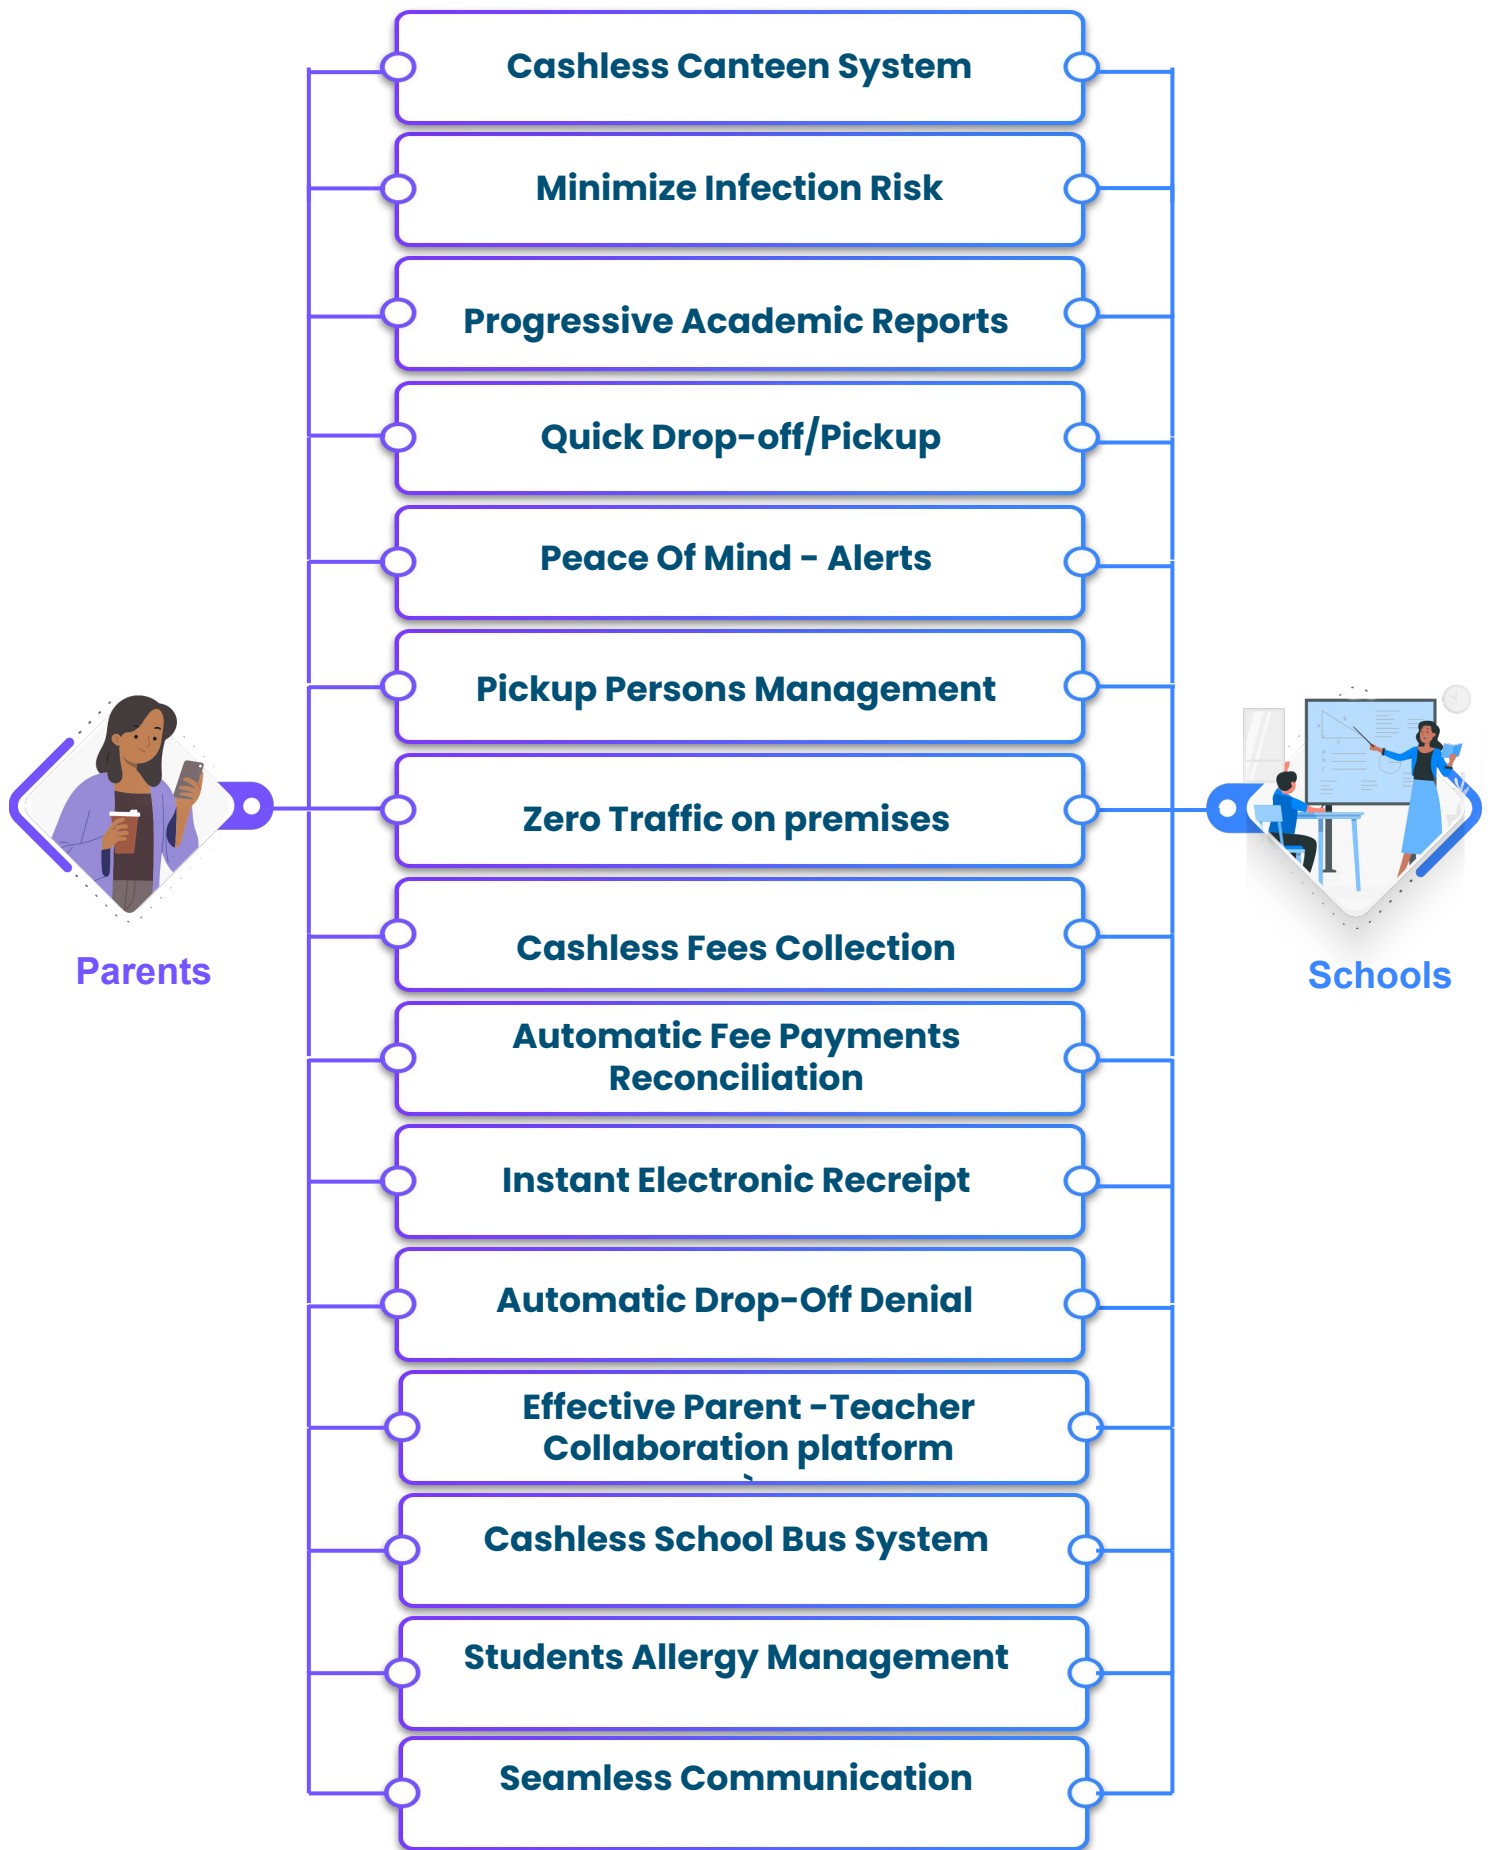 Cashless Canteen System
Minimize Infection Risk
Progressive Academic Reports
Quick Drop-off/Pickup
Peace Of Mind - Alerts
Pickup Persons Management
Zero Traffic on premises
Cashless Fees Collection
Parents
Schools
Automatic Fee Payments
Reconciliation
Instant Electronic Recreipt
Automatic Drop-Off Denial
Effective Parent -Teacher
Collaboration platform
Cashless School Bus System
Students Allergy Management
Seamless Communication